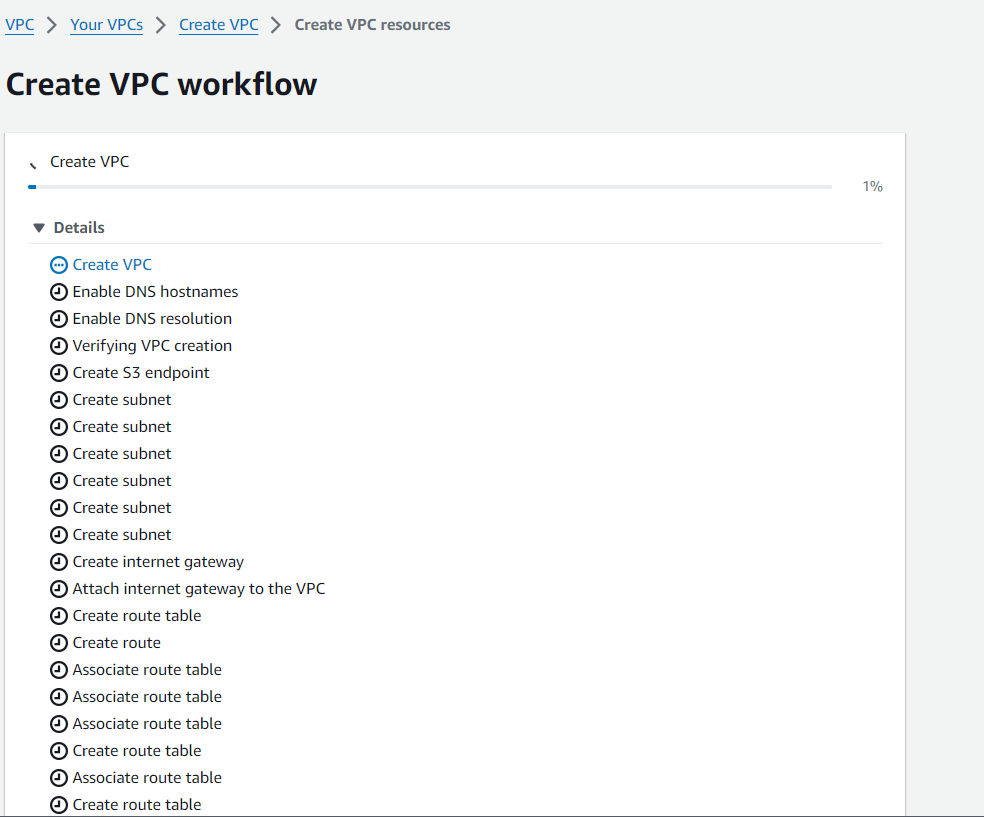 VPC > Your VPCs > Create VPC > Create VPC resources
Create VPC workflow
Create VPC
1%
Details
Create VPC
Enable DNS hostnames
Enable DNS resolution
Verifying VPC creation
Create S3 endpoint
Create subnet
Create subnet
Create subnet
Create subnet
Create subnet
Create subnet
Create internet gateway
Attach internet gateway to the VPC
Create route table
Create route
Associate route table
Associate route table
Associate route table
Create route table
Associate route table
Create route table